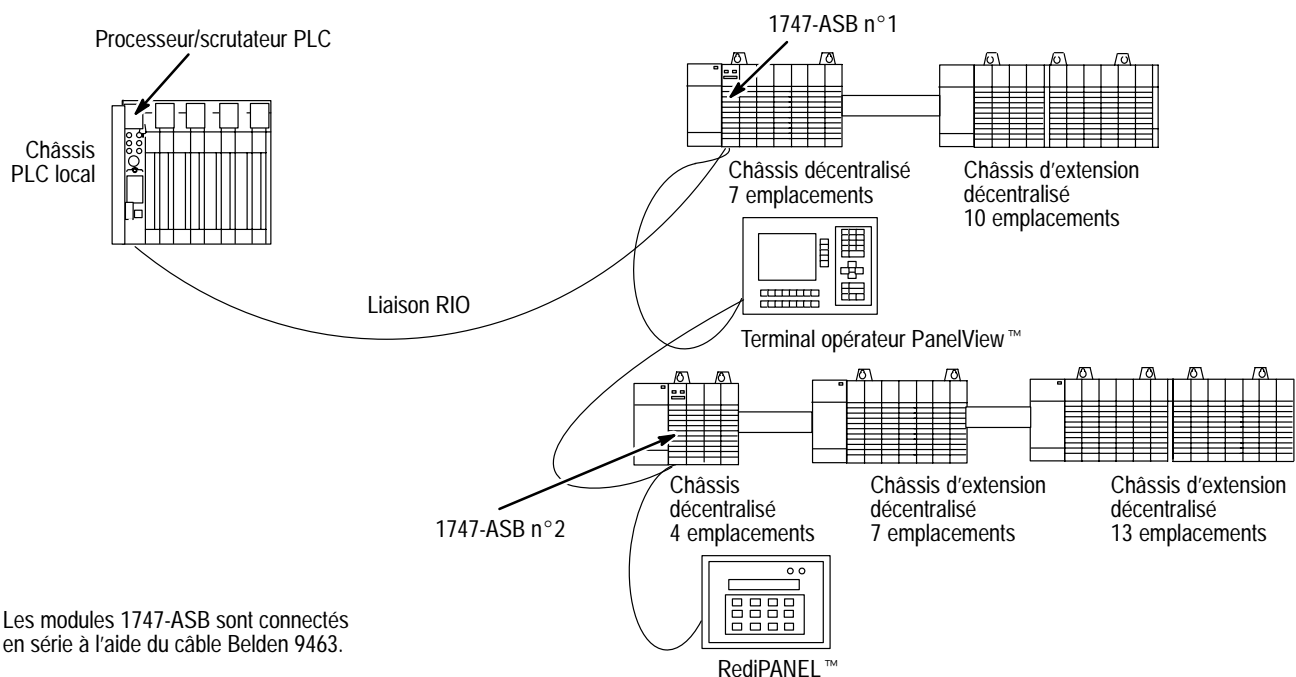 1747-ASB n°1
Processeur/scrutateur PLC
Châssis
PLC local
Châssis décentralisé
7 emplacements
Châssis d'extension
décentralisé
10 emplacements
Liaison RIO
Terminal opérateur PanelView™
1747-ASB n°2
Châssis
décentralisé
4 emplacements
Châssis d'extension
décentralisé
7 emplacements
Châssis d'extension
décentralisé
13 emplacements
Les modules 1747-ASB sont connectés
en série à l'aide du câble Belden 9463.
RediPANEL™